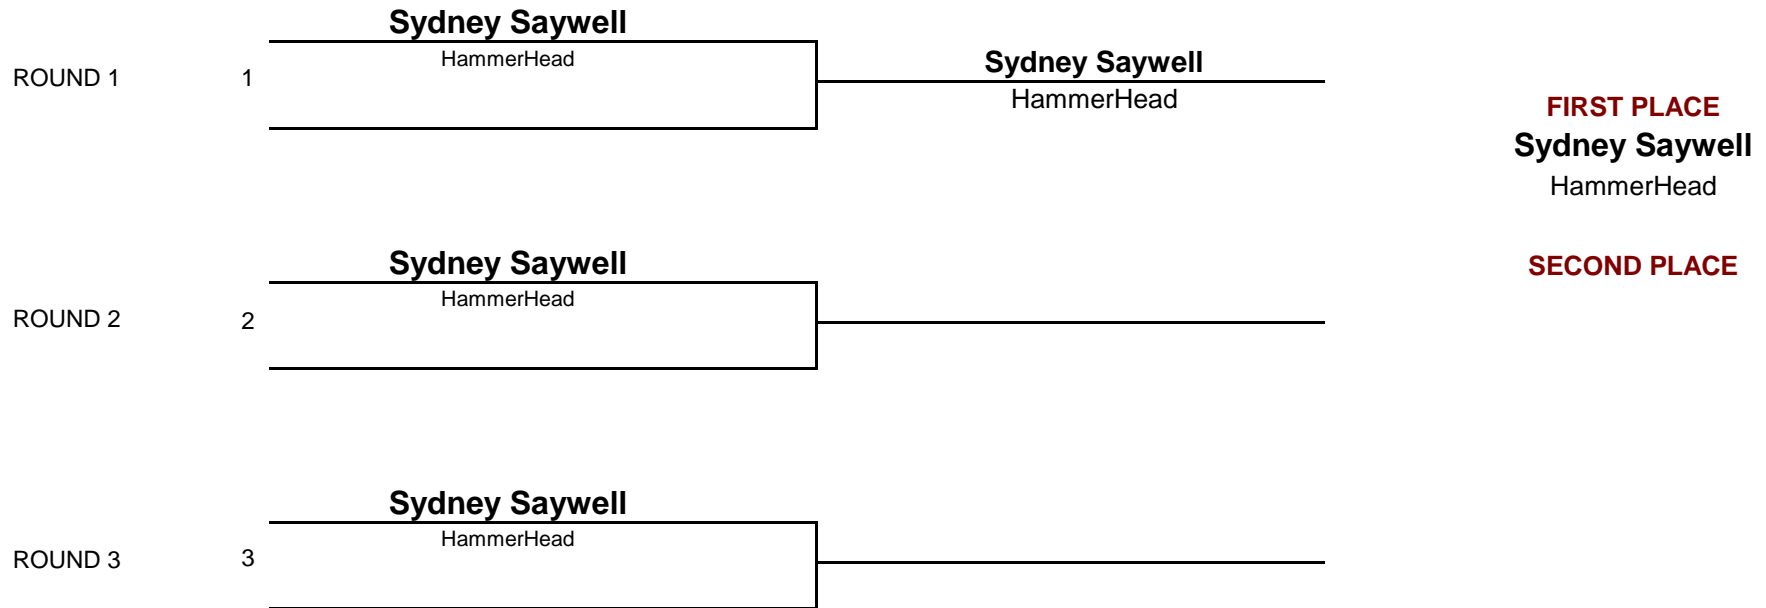 Sydney Saywell
HammerHead
ROUND 1
1
Sydney Saywell
HammerHead
FIRST PLACE
Sydney Saywell
HammerHead
Sydney Saywell
HammerHead
SECOND PLACE
ROUND 2
2
Sydney Saywell
HammerHead
ROUND 3
3